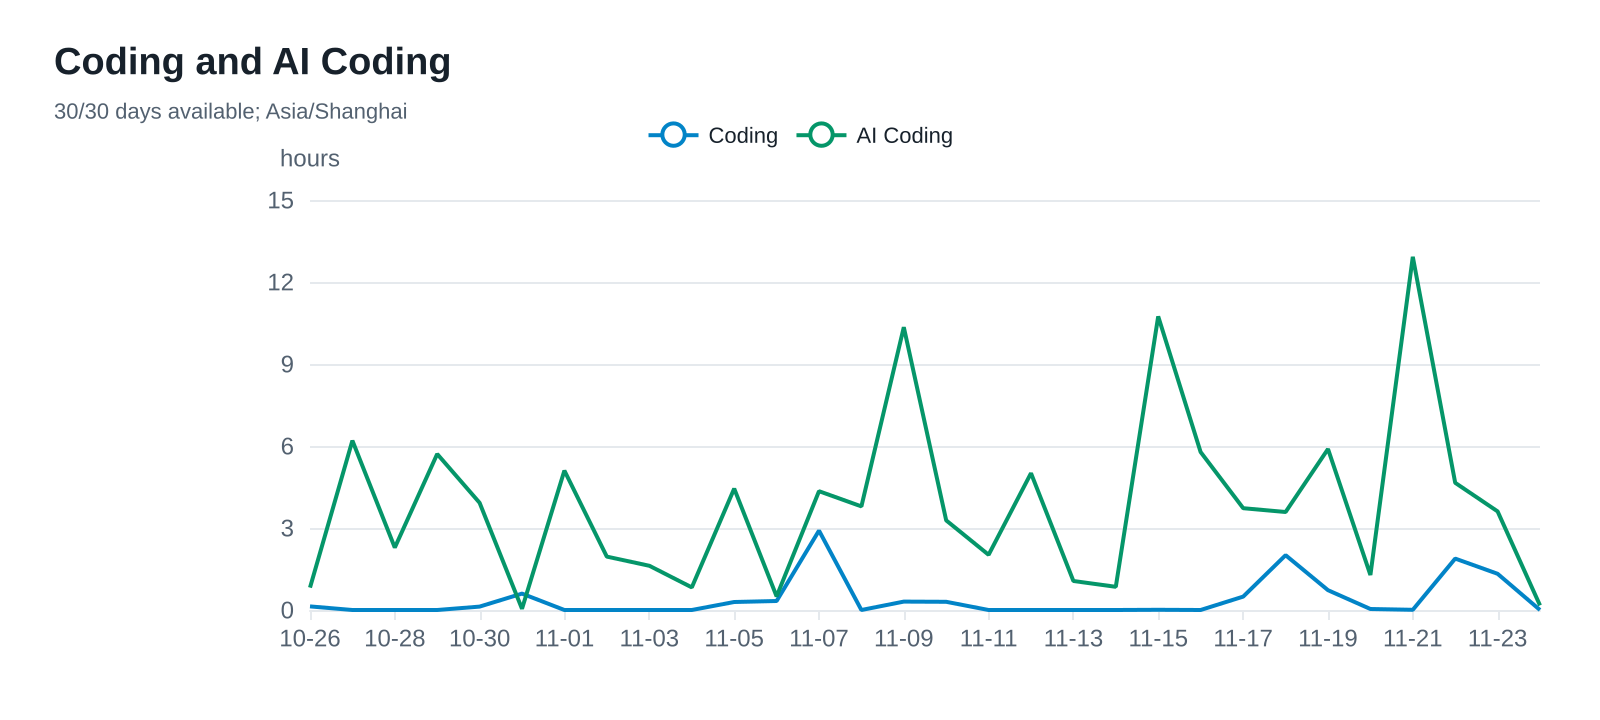 Coding and AI Coding
30/30 days available; Asia/Shanghai
Coding AI Coding
hours
15
12
9
6
3
0
10-26 10-28 10-30 11-01 11-03 11-05 11-07 11-09 11-11 11-13 11-15 11-17 11-19 11-21 11-23